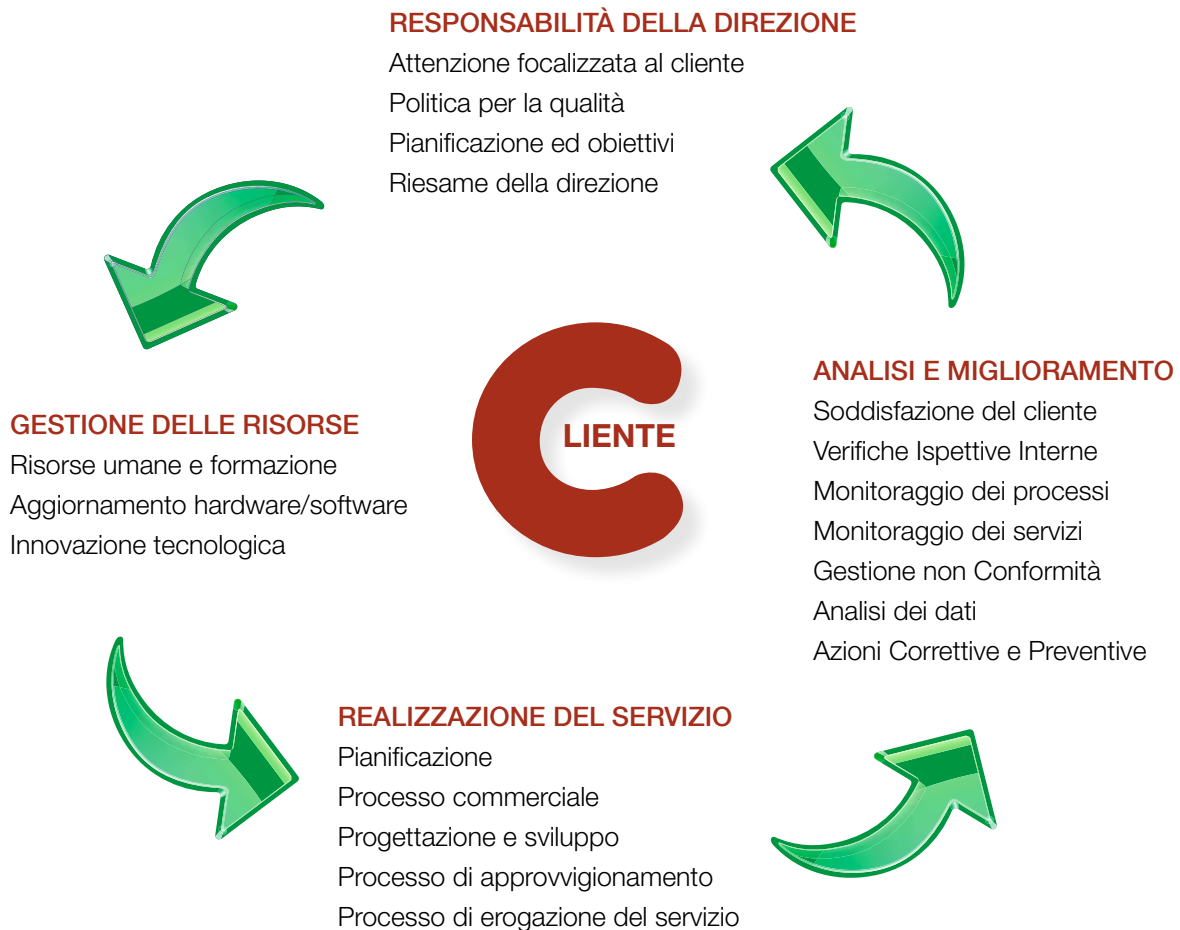 RESPONSABILITÀ DELLA DIREZIONE
Attenzione focalizzata al cliente
Politica per la qualità
Pianificazione ed obiettivi
Riesame della direzione
GESTIONE DELLE RISORSE
Risorse umane e formazione
Aggiornamento hardware/software
Innovazione tecnologica
CLIENTE
ANALISI E MIGLIORAMENTO
Soddisfazione del cliente
Verifiche Ispettive Interne
Monitoraggio dei processi
Monitoraggio dei servizi
Gestione non Conformità
Analisi dei dati
Azioni Correttive e Preventive
REALIZZAZIONE DEL SERVIZIO
Pianificazione
Processo commerciale
Progettazione e sviluppo
Processo di approvvigionamento
Processo di erogazione del servizio